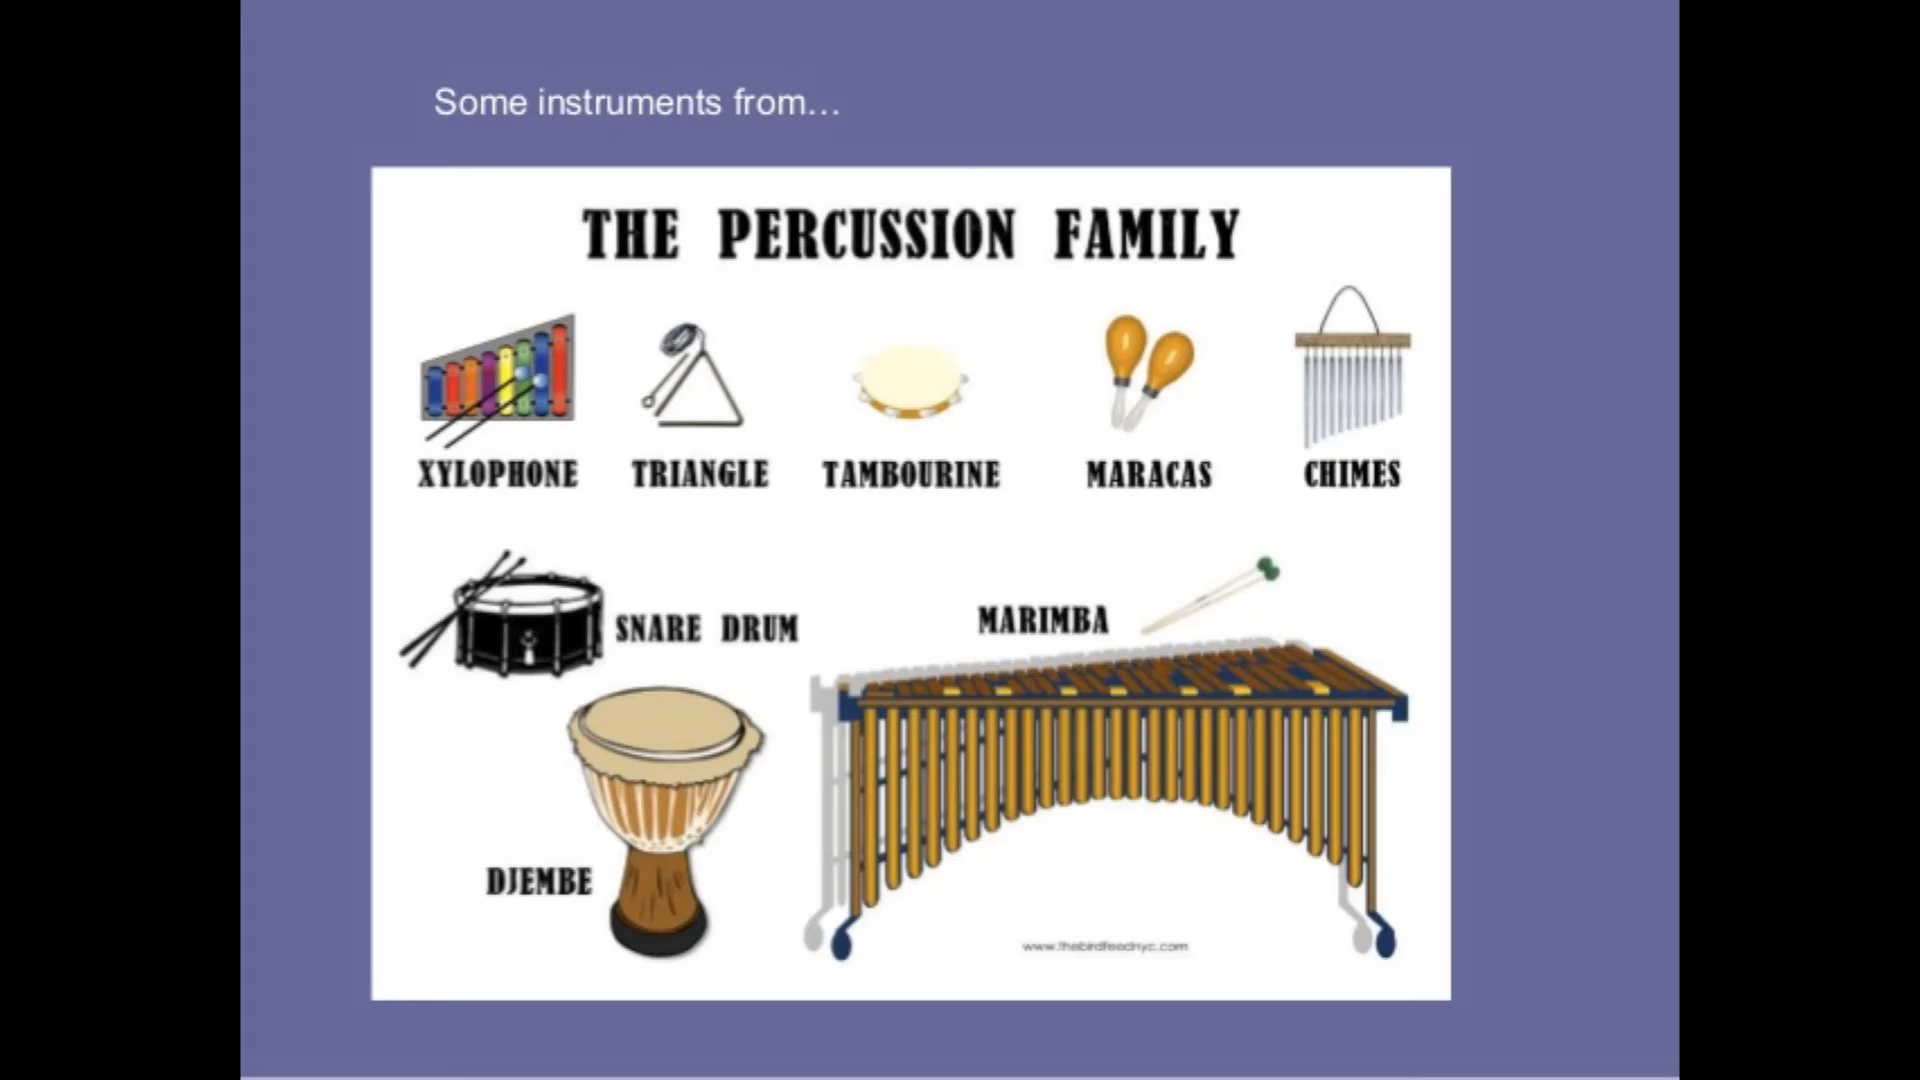 Some instruments from...
THE PERCUSSION FAMILY
XYLOPHONE
TRIANGLE
TAMBOURINE
MARACAS
CHIMES
SNARE DRUM
MARIMBA
DJEMBE
www.thebirdfeednyc.com